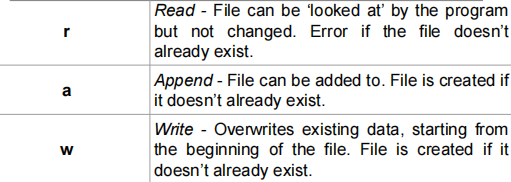 Read - File can be ‘looked at’ by the program
r but not changed. Error if the file doesn’t
already exist.
a Append - File can be added to. File is created if
it doesn’t already exist.
Write - Overwrites existing data, starting from
w the beginning of the file. File is created if it
doesn’t already exist.